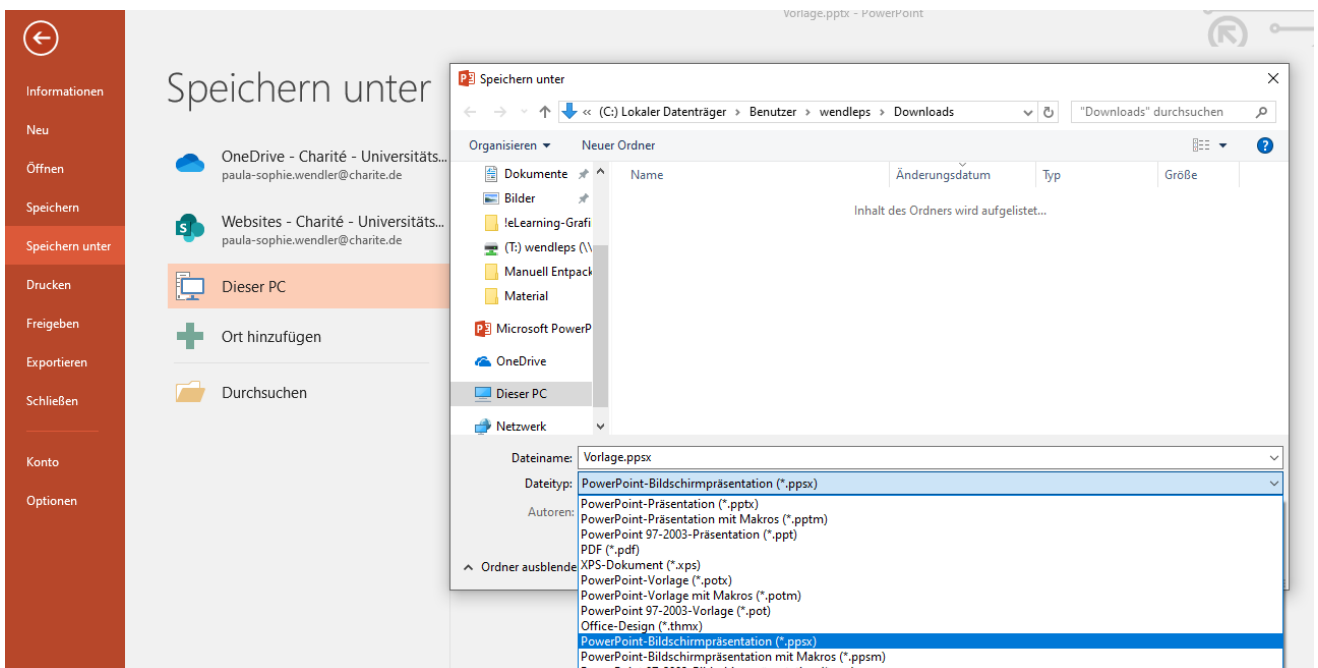 Vorlage.pptx - PowerPoint
Informationen
Neu
Öffnen
Speichern
Speichern unter
Drucken
Freigeben
Exportieren
Schließen
Konto
Optionen
Speichern unter
OneDrive - Charité - Universitäts...
paula-sophie.wendler@charite.de
Websites - Charité - Universitäts...
paula-sophie.wendler@charite.de
Dieser PC
Ort hinzufügen
Durchsuchen
Speichern unter
« (C:) Lokaler Datenträger > Benutzer > wendleps > Downloads
"Downloads" durchsuchen
Organisieren
Neuer Ordner
Dokumente
Bilder
!eLearning-Grafi
(T:) wendleps (\\
Manuell Entpack
Material
Microsoft PowerP
OneDrive
Dieser PC
Netzwerk
Name Änderungsdatum Typ Größe
Inhalt des Ordners wird aufgelistet...
Dateiname: Vorlage.ppsx
Dateityp: PowerPoint-Bildschirmpräsentation (*.ppsx)
Autoren:
Ordner ausblende
PowerPoint-Präsentation (*.pptx)
PowerPoint-Präsentation mit Makros (*.pptm)
PowerPoint 97-2003-Präsentation (*.ppt)
PDF (*.pdf)
XPS-Dokument (*.xps)
PowerPoint-Vorlage (*.potx)
PowerPoint-Vorlage mit Makros (*.potm)
PowerPoint 97-2003-Vorlage (*.pot)
Office-Design (*.thmx)
PowerPoint-Bildschirmpräsentation (*.ppsx)
PowerPoint-Bildschirmpräsentation mit Makros (*.ppsm)